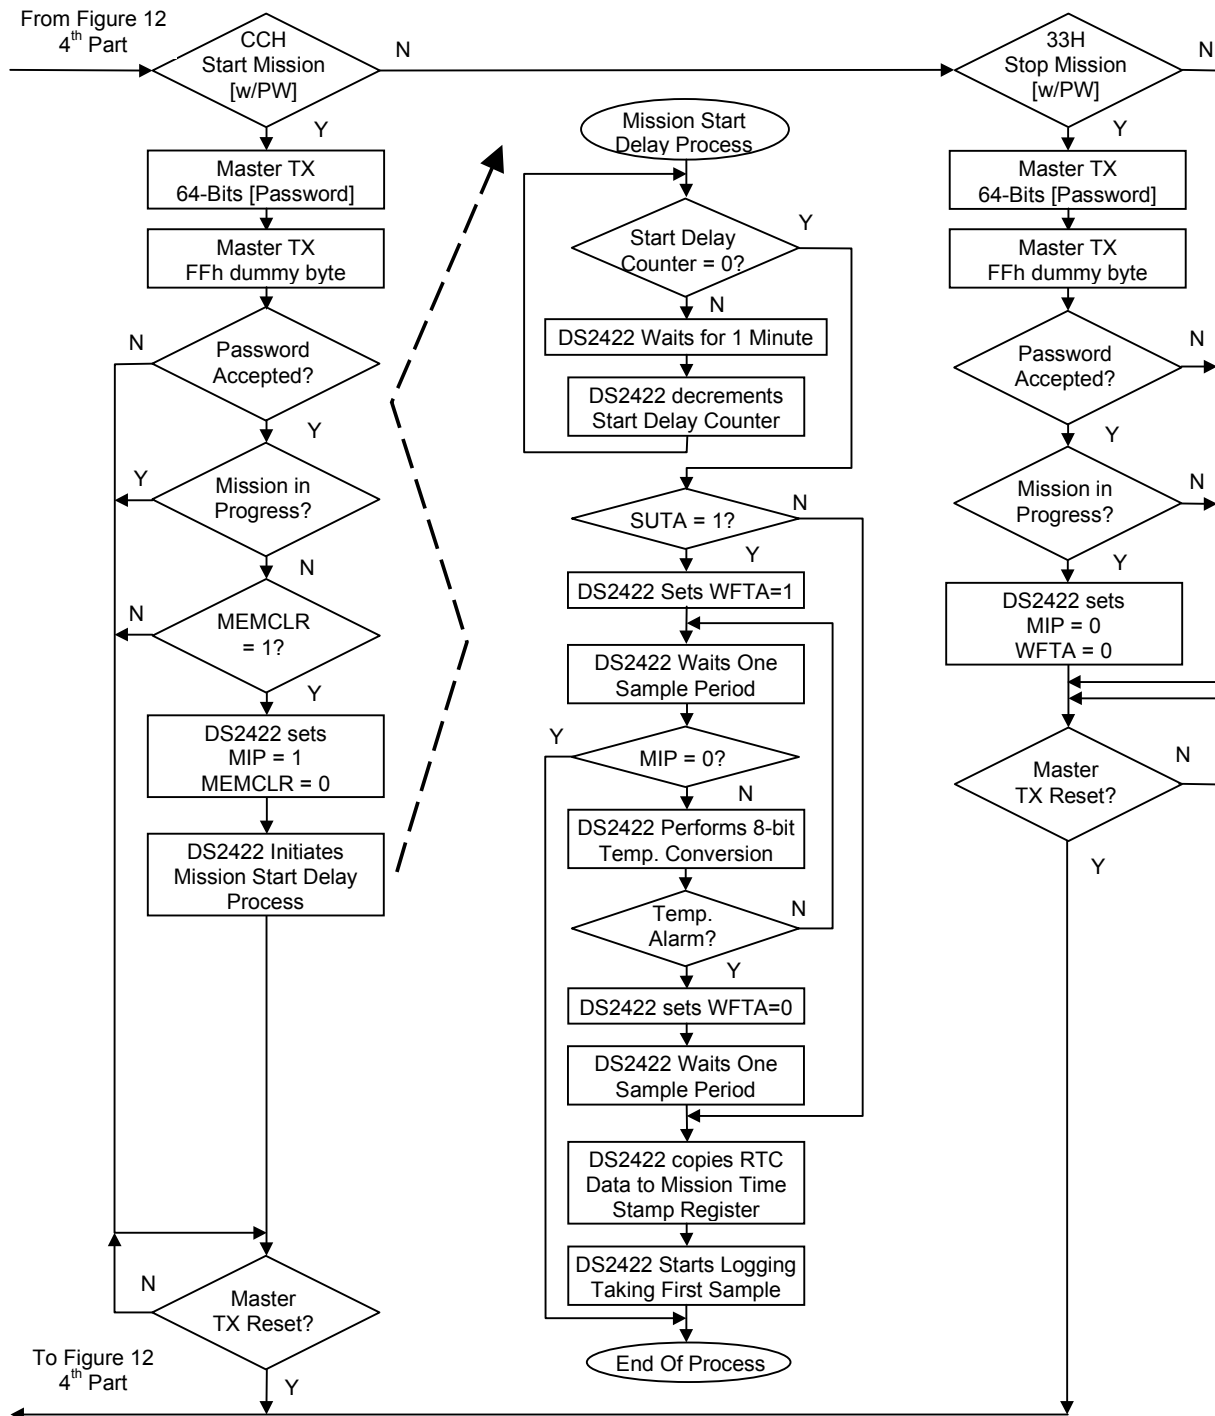 From Figure 12
4th Part
CCH
Start Mission
[w/PW]
N
Y
Master TX
64-Bits [Password]
Master TX
FFh dummy byte
N
Password
Accepted?
Y
Y
Mission in
Progress?
N
N
MEMCLR
= 1?
Y
DS2422 sets
MIP = 1
MEMCLR = 0
DS2422 Initiates
Mission Start Delay
Process
N
Master
TX Reset?
Y
To Figure 12
4th Part
Mission Start
Delay Process
Start Delay
Counter = 0?
Y
N
DS2422 Waits for 1 Minute
DS2422 decrements
Start Delay Counter
SUTA = 1?
N
Y
DS2422 Sets WFTA=1
DS2422 Waits One
Sample Period
Y
MIP = 0?
N
DS2422 Performs 8-bit
Temp. Conversion
Temp.
Alarm?
N
Y
DS2422 sets WFTA=0
DS2422 Waits One
Sample Period
DS2422 copies RTC
Data to Mission Time
Stamp Register
DS2422 Starts Logging
Taking First Sample
End Of Process
33H
Stop Mission
[w/PW]
N
Y
Master TX
64-Bits [Password]
Master TX
FFh dummy byte
Password
Accepted?
N
Y
Mission in
Progress?
N
Y
DS2422 sets
MIP = 0
WFTA = 0
Master
TX Reset?
N
Y